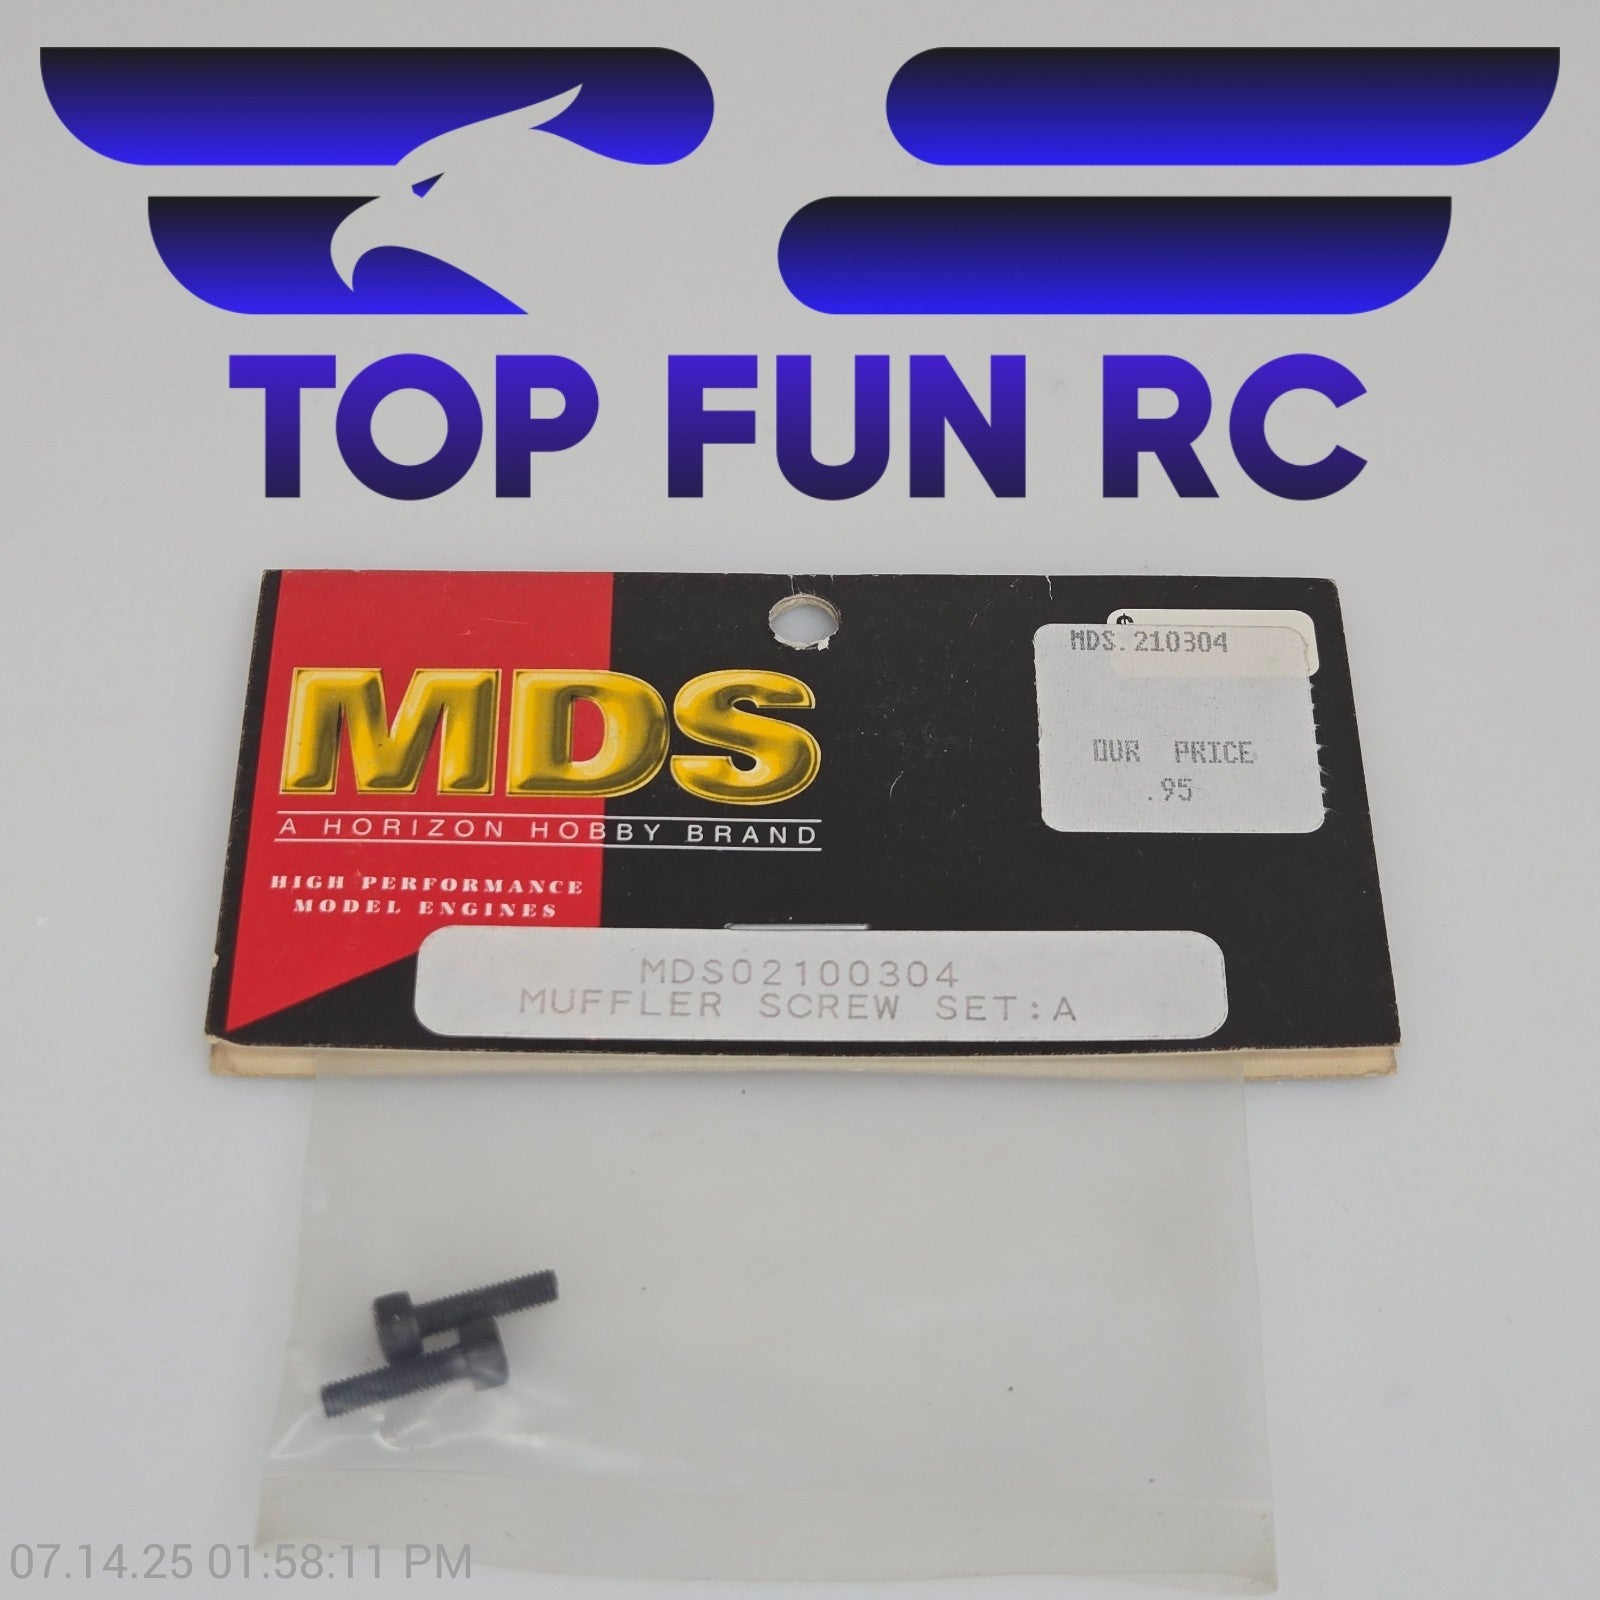 TOP FUN RC
$
MDS.210304
OUR PRICE
.95
MDS
A HORIZON HOBBY BRAND
HIGH PERFORMANCE
MODEL ENGINES
MDS02100304
MUFFLER SCREW SET:A
07.14.25 01:58:11 PM